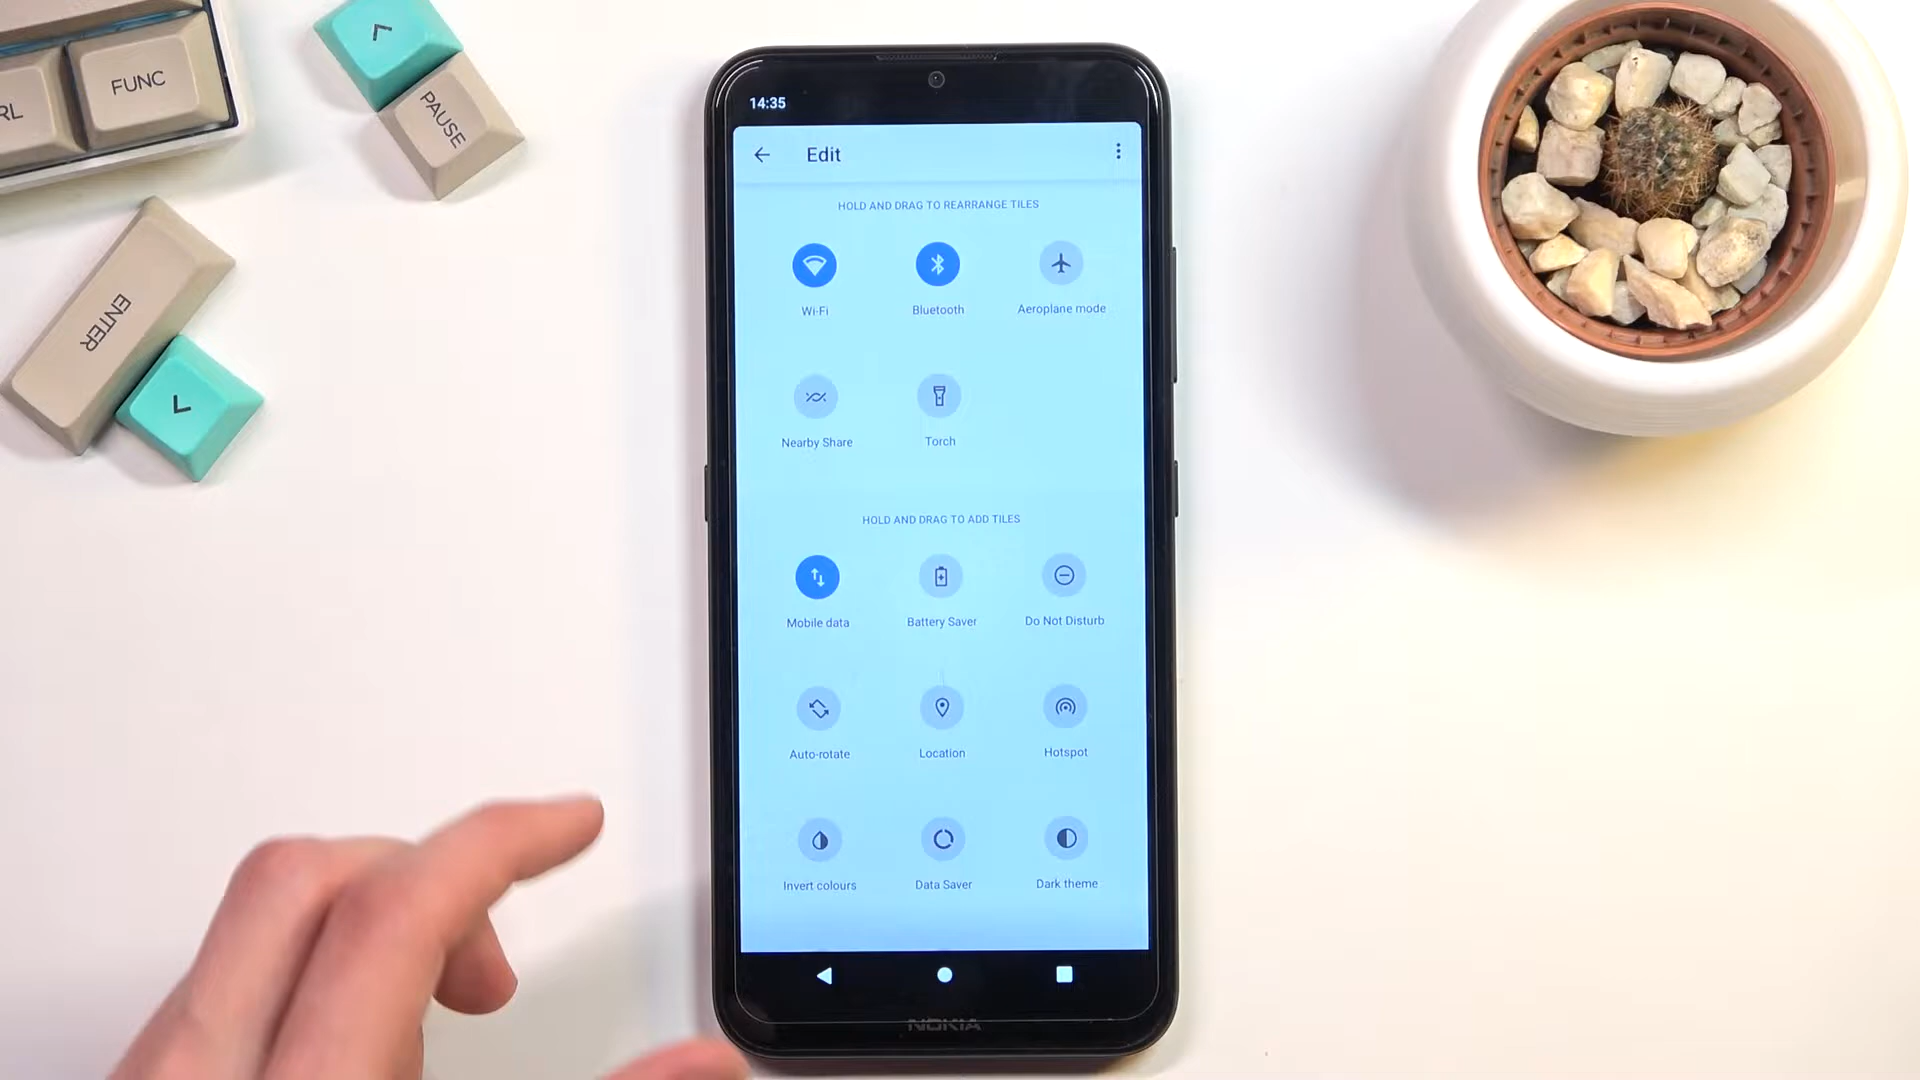 FUNC
RL
PAUSE
ENTER
14:35
Edit
HOLD AND DRAG TO REARRANGE TILES
Wi-Fi
Bluetooth
Aeroplane mode
Nearby Share
Torch
HOLD AND DRAG TO ADD TILES
Mobile data
Battery Saver
Do Not Disturb
Auto-rotate
Location
Hotspot
Invert colours
Data Saver
Dark theme
NOKIA